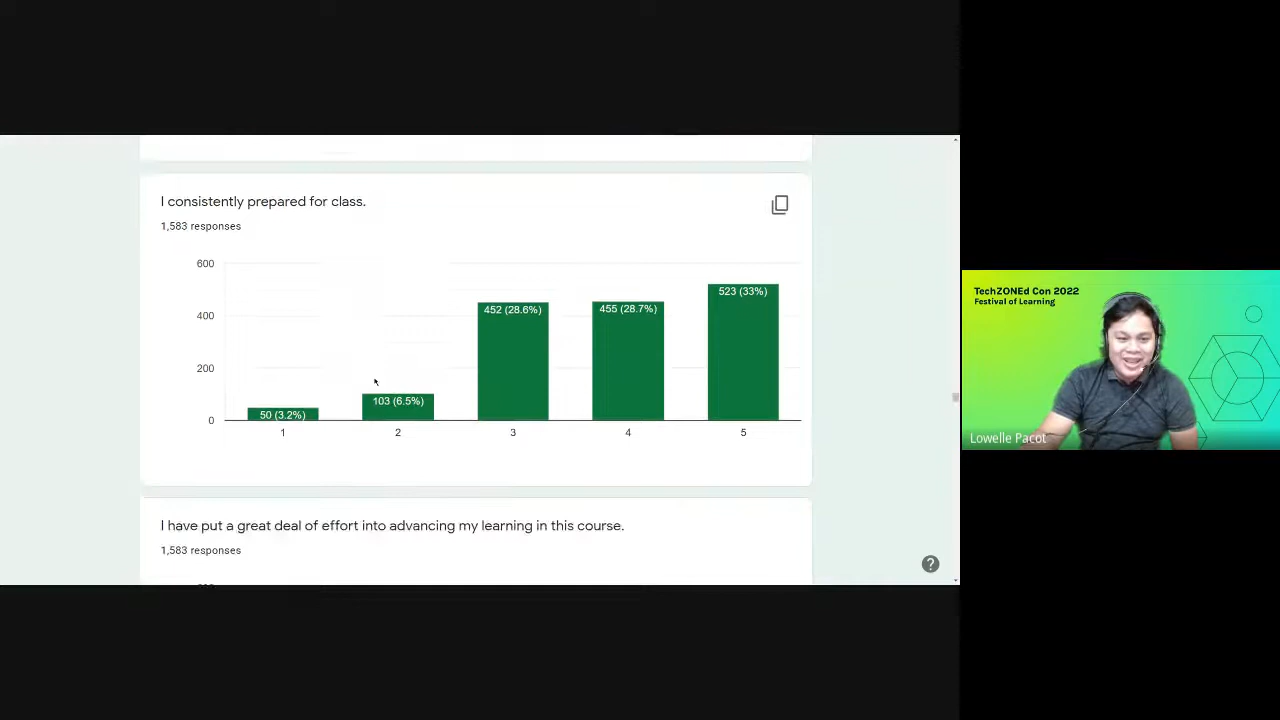 I consistently prepared for class.
1,583 responses
600
400
200
0
50 (3.2%)
103 (6.5%)
452 (28.6%)
455 (28.7%)
523 (33%)
1
2
3
4
5
I have put a great deal of effort into advancing my learning in this course.
1,583 responses
TechZONEd Con 2022
Festival of Learning
Lowelle Pacot